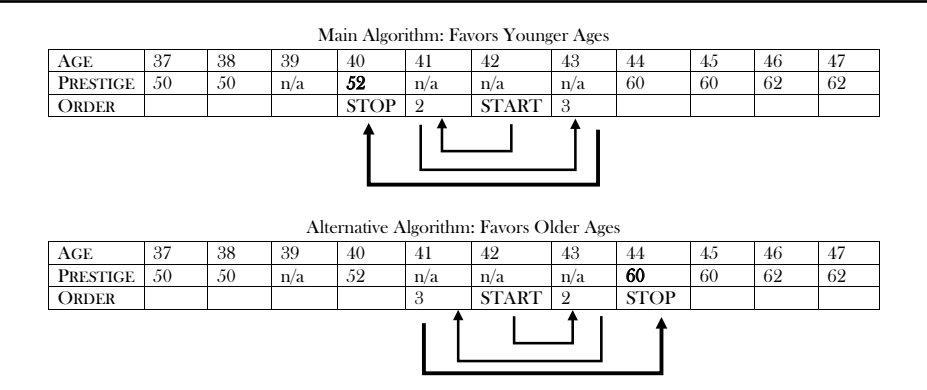 Main Algorithm: Favors Younger Ages
AGE 37 38 39 40 41 42 43 44 45 46 47
PRESTIGE 50 50 n/a 52 n/a n/a n/a 60 60 62 62
ORDER STOP 2 START 3
Alternative Algorithm: Favors Older Ages
AGE 37 38 39 40 41 42 43 44 45 46 47
PRESTIGE 50 50 n/a 52 n/a n/a n/a 60 60 62 62
ORDER 3 START 2 STOP